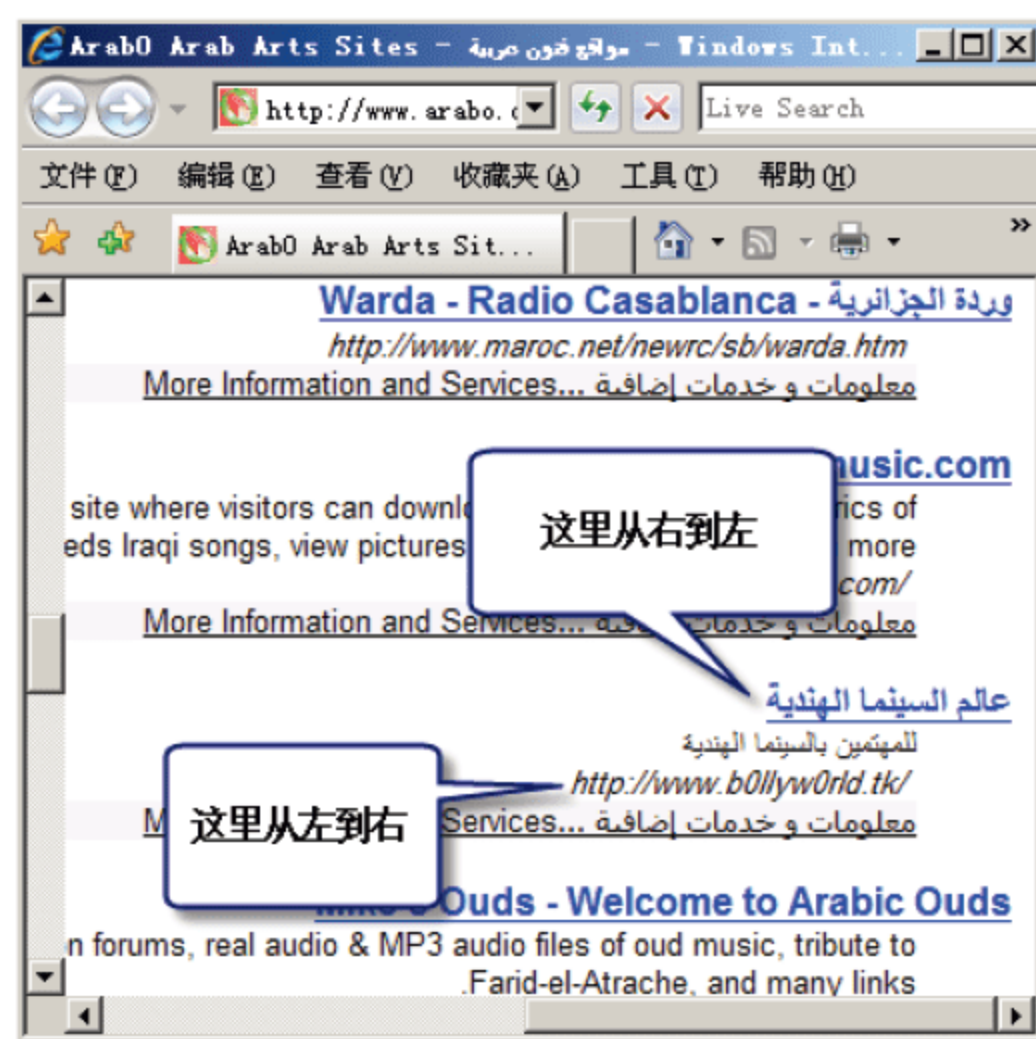 ArabO Arab Arts Sites - مواقع فنون عربية - Windows Int...
http://www.arabo.
Live Search
文件(F) 编辑(E) 查看(V) 收藏夹(A) 工具(T) 帮助(H)
ArabO Arab Arts Sit...
»
Warda - Radio Casablanca - وردة الجزائرية
http://www.maroc.net/newrc/sb/warda.htm
More Information and Services... معلومات و خدمات إضافية
music.com
site where visitors can of
Iraqi songs, view pictures more
com/
这里从右到左
More Information and Services... معلومات و خدمات إضافية
عالم السينما الهندية
للمهتمين بالسينما الهندية
http://www.b0llyw0rld.tk/
这里从左到右
Services... معلومات و خدمات إضافية
Ouds - Welcome to Arabic Ouds
forums, real audio & MP3 audio files of oud music, tribute to
.Farid-el-Atrache, and many links